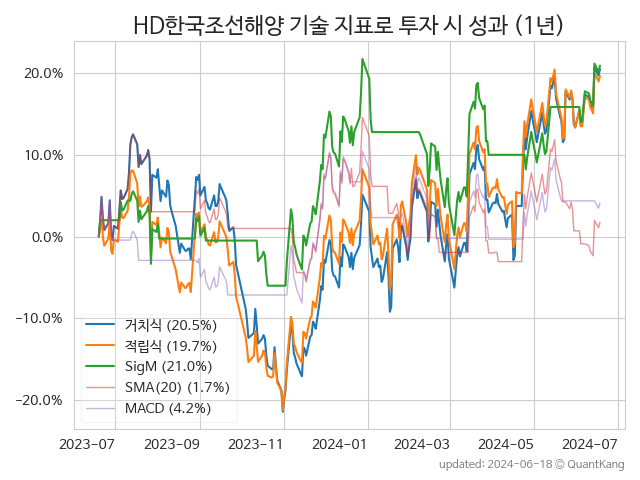 HD한국조선해양 기술 지표로 투자 시 성과 (1년)
20.0%
10.0%
0.0%
−10.0%
−20.0%
거치식 (20.5%)
적립식 (19.7%)
SigM (21.0%)
SMA(20) (1.7%)
MACD (4.2%)
2023-07 2023-09 2023-11 2024-01 2024-03 2024-05 2024-07
updated: 2024-06-18 ⓒ QuantKang